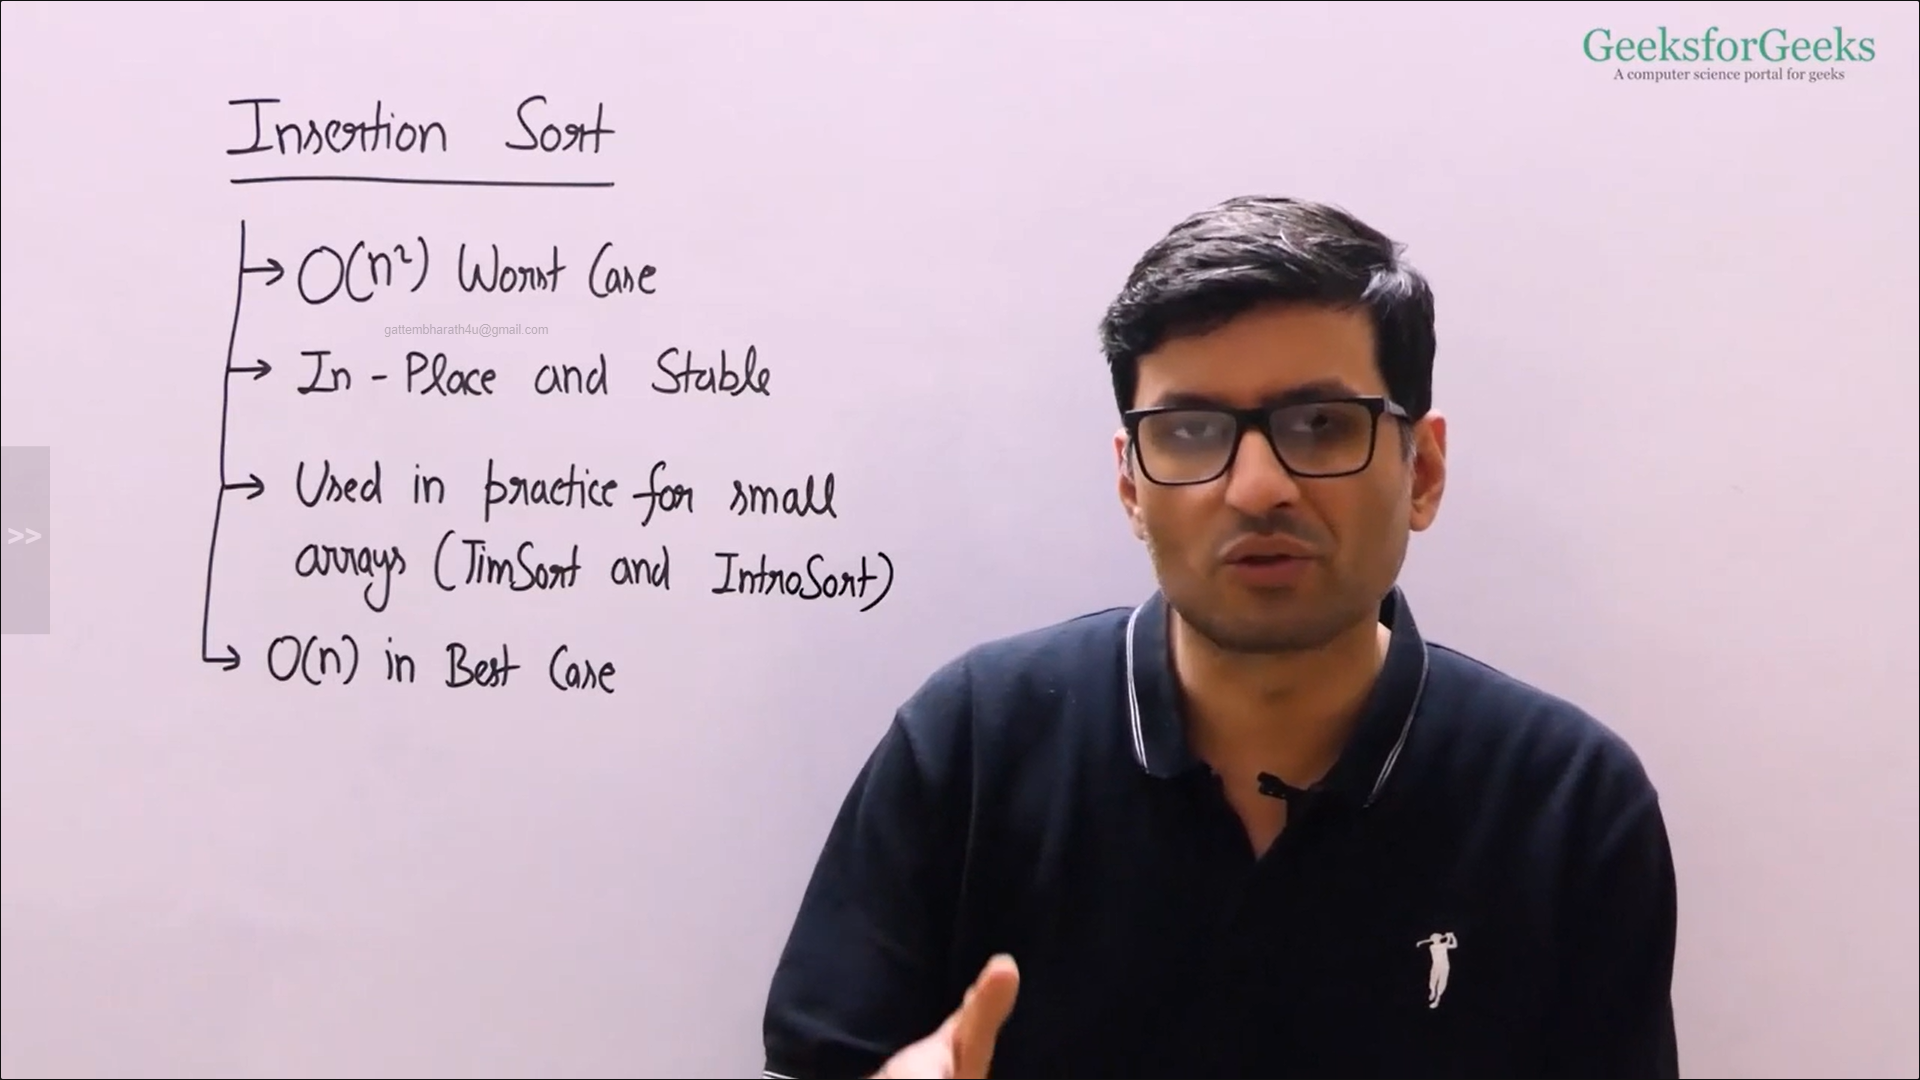 GeeksforGeeks
A computer science portal for geeks
Insertion Sort
O(n²) Worst Case
gattembharath4u@gmail.com
In - Place and Stable
>>
Used in practice for small
arrays (TimSort and IntroSort)
O(n) in Best Case